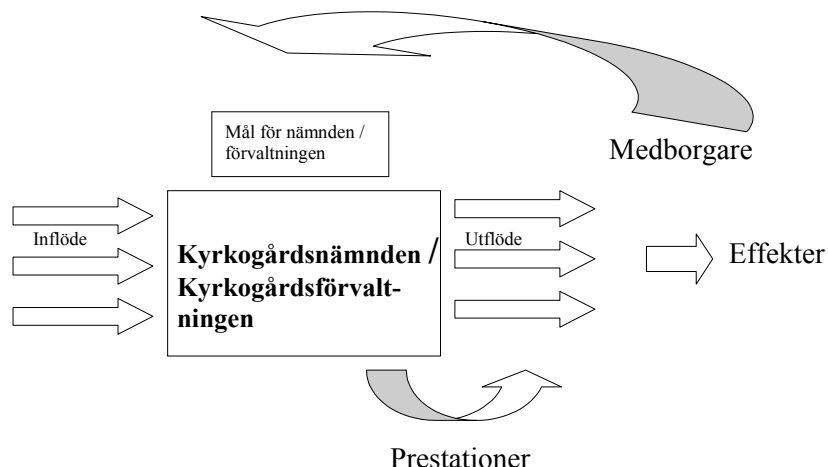 Mål för nämnden /
förvaltningen
Medborgare
Inflöde
Kyrkogårdsnämnden /
Kyrkogårdsförvalt-
ningen
Utflöde
Effekter
Prestationer